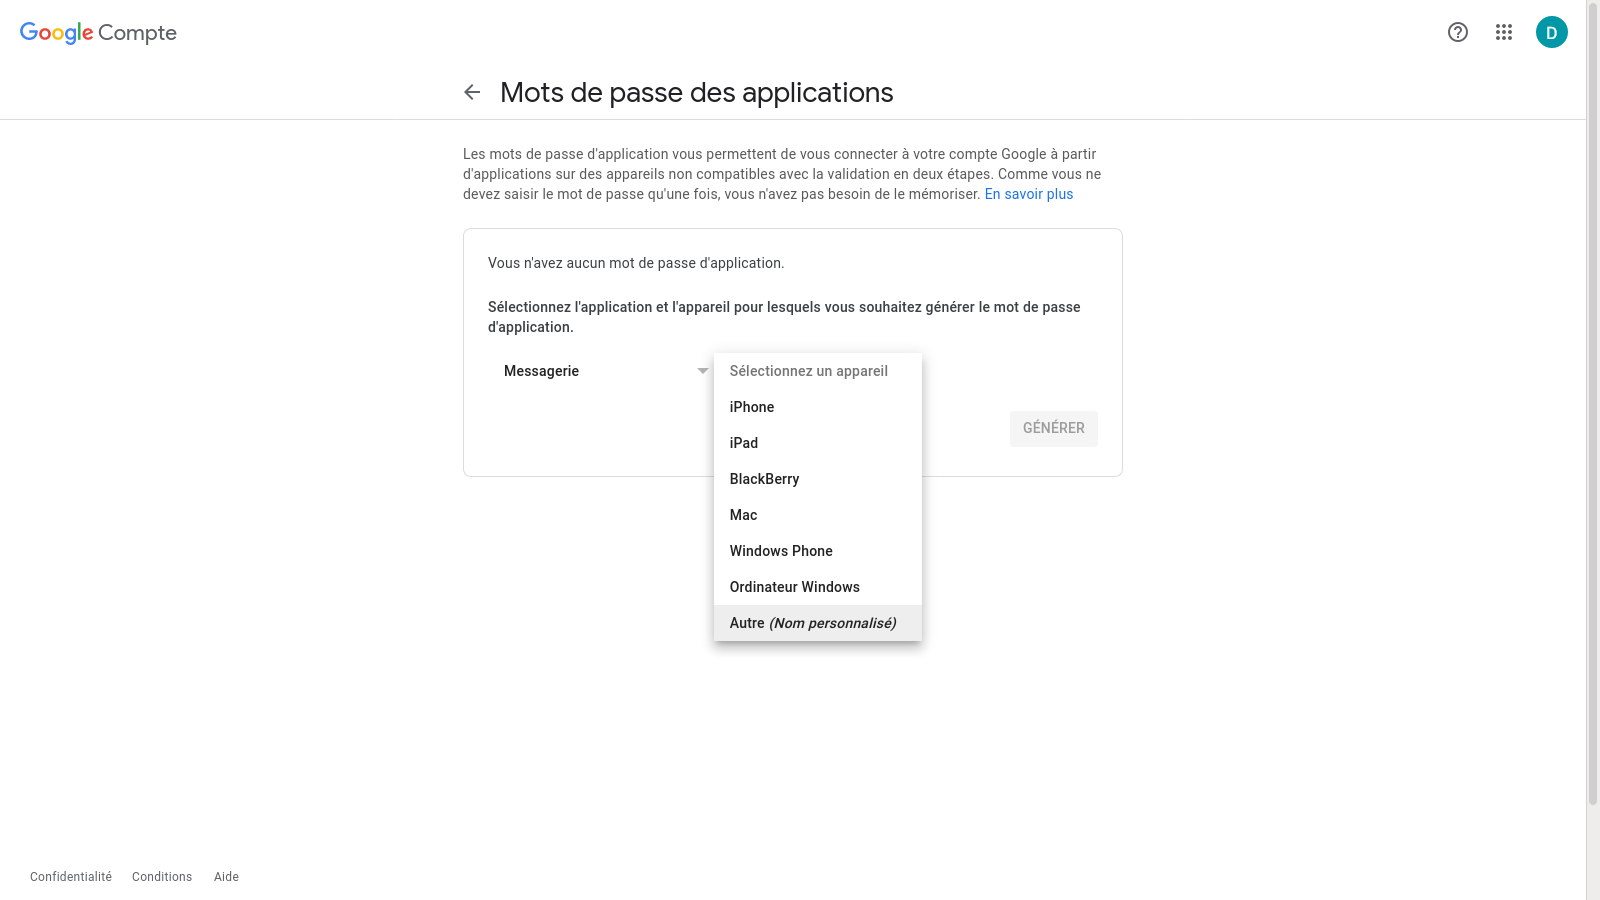 Google Compte
D
Mots de passe des applications
Les mots de passe d'application vous permettent de vous connecter à votre compte Google à partir
d'applications sur des appareils non compatibles avec la validation en deux étapes. Comme vous ne
devez saisir le mot de passe qu'une fois, vous n'avez pas besoin de le mémoriser. En savoir plus
Vous n'avez aucun mot de passe d'application.
Sélectionnez l'application et l'appareil pour lesquels vous souhaitez générer le mot de passe
d'application.
Messagerie
Sélectionnez un appareil
iPhone
iPad
BlackBerry
Mac
Windows Phone
Ordinateur Windows
Autre (Nom personnalisé)
GÉNÉRER
Confidentialité Conditions Aide